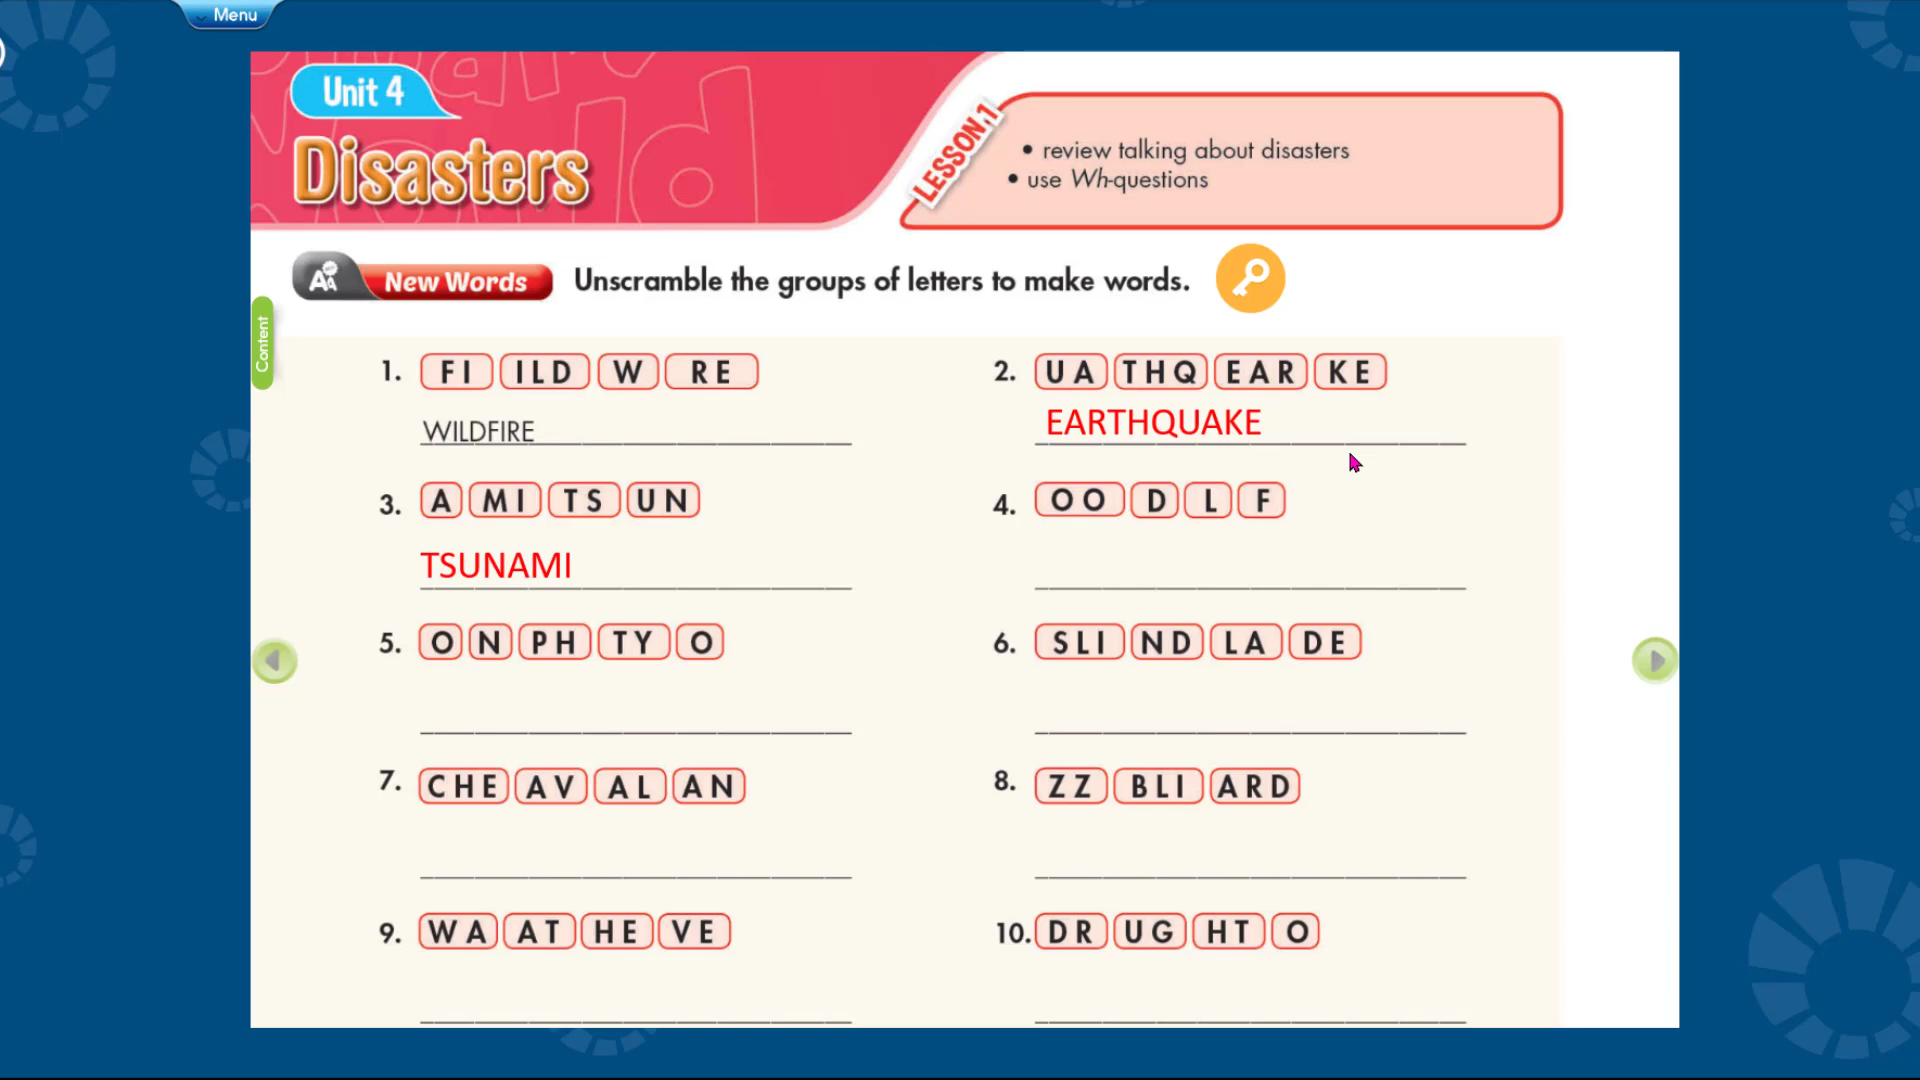 Menu
Unit 4
Disasters
LESSON 1
• review talking about disasters
• use Wh-questions
New Words Unscramble the groups of letters to make words.
Content
1. FI ILD W RE
2. UA THQ EAR KE
WILDFIRE
EARTHQUAKE
3. A MI TS UN
4. OO D L F
TSUNAMI
5. O N PH TY O
6. SLI ND LA DE
7. CHE AV AL AN
8. ZZ BLI ARD
9. WA AT HE VE
10. DR UG HT O